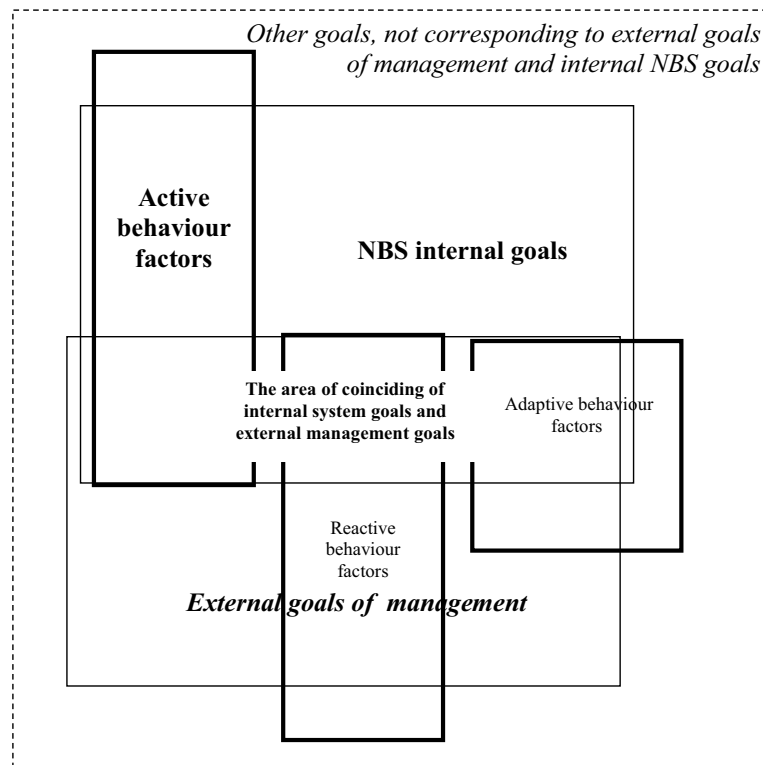 Other goals, not corresponding to external goals
of management and internal NBS goals
Active
behaviour
factors
NBS internal goals
The area of coinciding of
internal system goals and
external management goals
Adaptive behaviour
factors
Reactive
behaviour
factors
External goals of management